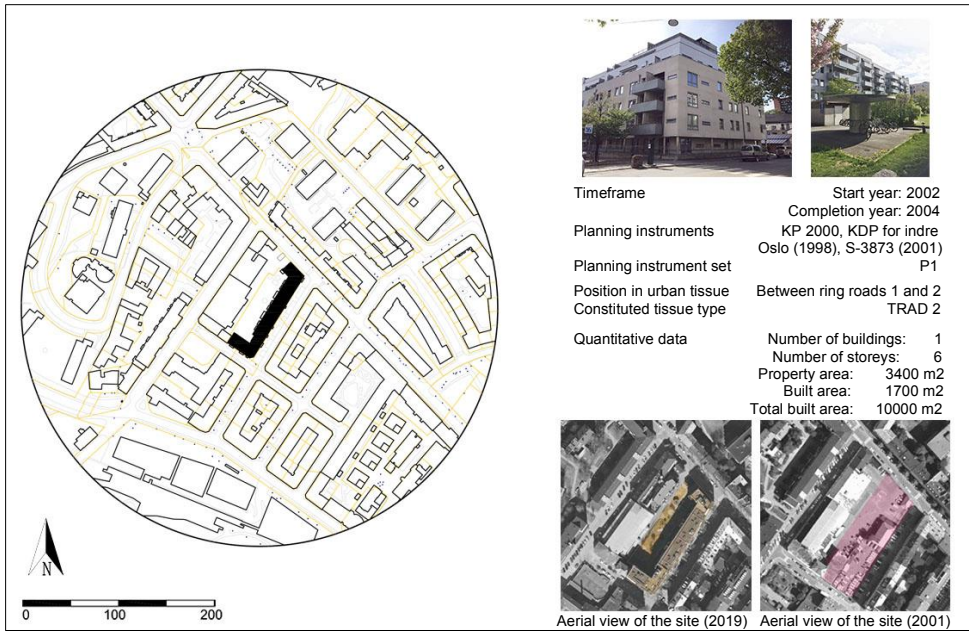 Timeframe Start year: 2002
Completion year: 2004
Planning instruments KP 2000, KDP for indre
Oslo (1998), S-3873 (2001)
Planning instrument set P1
Position in urban tissue Between ring roads 1 and 2
Constituted tissue type TRAD 2
Quantitative data Number of buildings: 1
Number of storeys: 6
Property area: 3400 m2
Built area: 1700 m2
Total built area: 10000 m2
N
0 100 200
Aerial view of the site (2019) Aerial view of the site (2001)